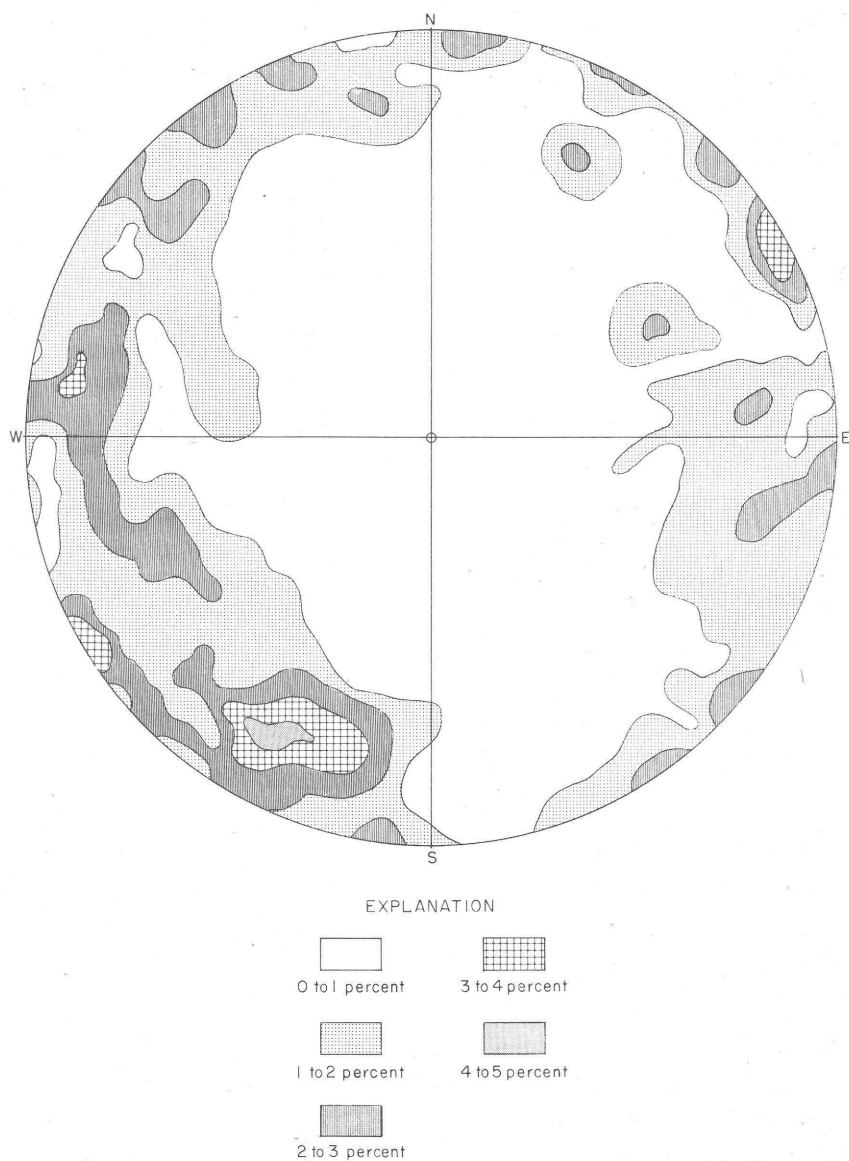 N
W
E
S
EXPLANATION
0 to 1 percent
3 to 4 percent
1 to 2 percent
4 to 5 percent
2 to 3 percent